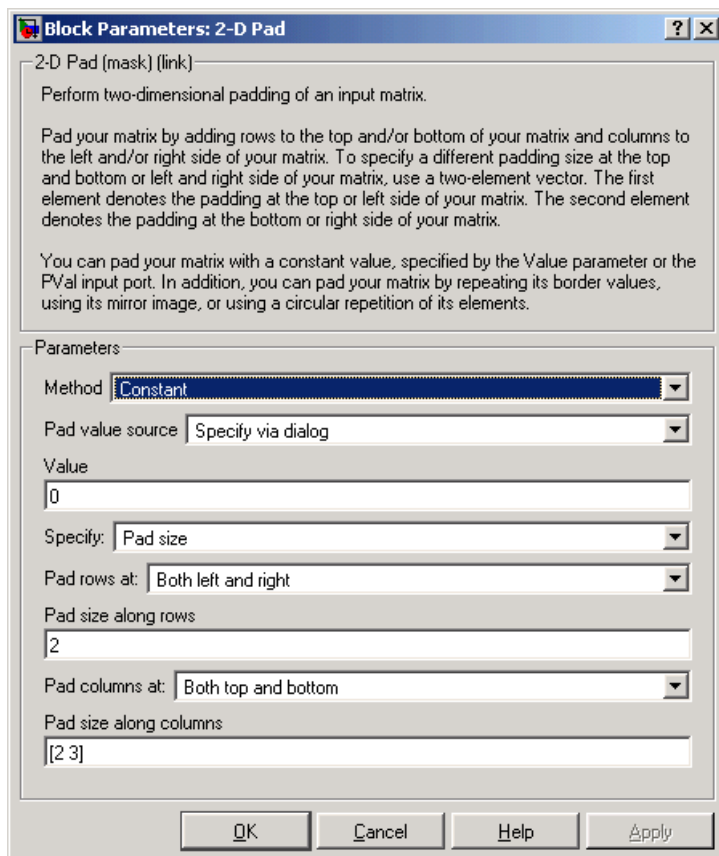 Block Parameters: 2-D Pad
2-D Pad (mask) (link)
Perform two-dimensional padding of an input matrix.
Pad your matrix by adding rows to the top and/or bottom of your matrix and columns to
the left and/or right side of your matrix. To specify a different padding size at the top
and bottom or left and right side of your matrix, use a two-element vector. The first
element denotes the padding at the top or left side of your matrix. The second element
denotes the padding at the bottom or right side of your matrix.
You can pad your matrix with a constant value, specified by the Value parameter or the
PVal input port. In addition, you can pad your matrix by repeating its border values,
using its mirror image, or using a circular repetition of its elements.
Parameters
Method Constant
Pad value source Specify via dialog
Value
0
Specify: Pad size
Pad rows at: Both left and right
Pad size along rows
2
Pad columns at: Both top and bottom
Pad size along columns
[2 3]
OK Cancel Help Apply